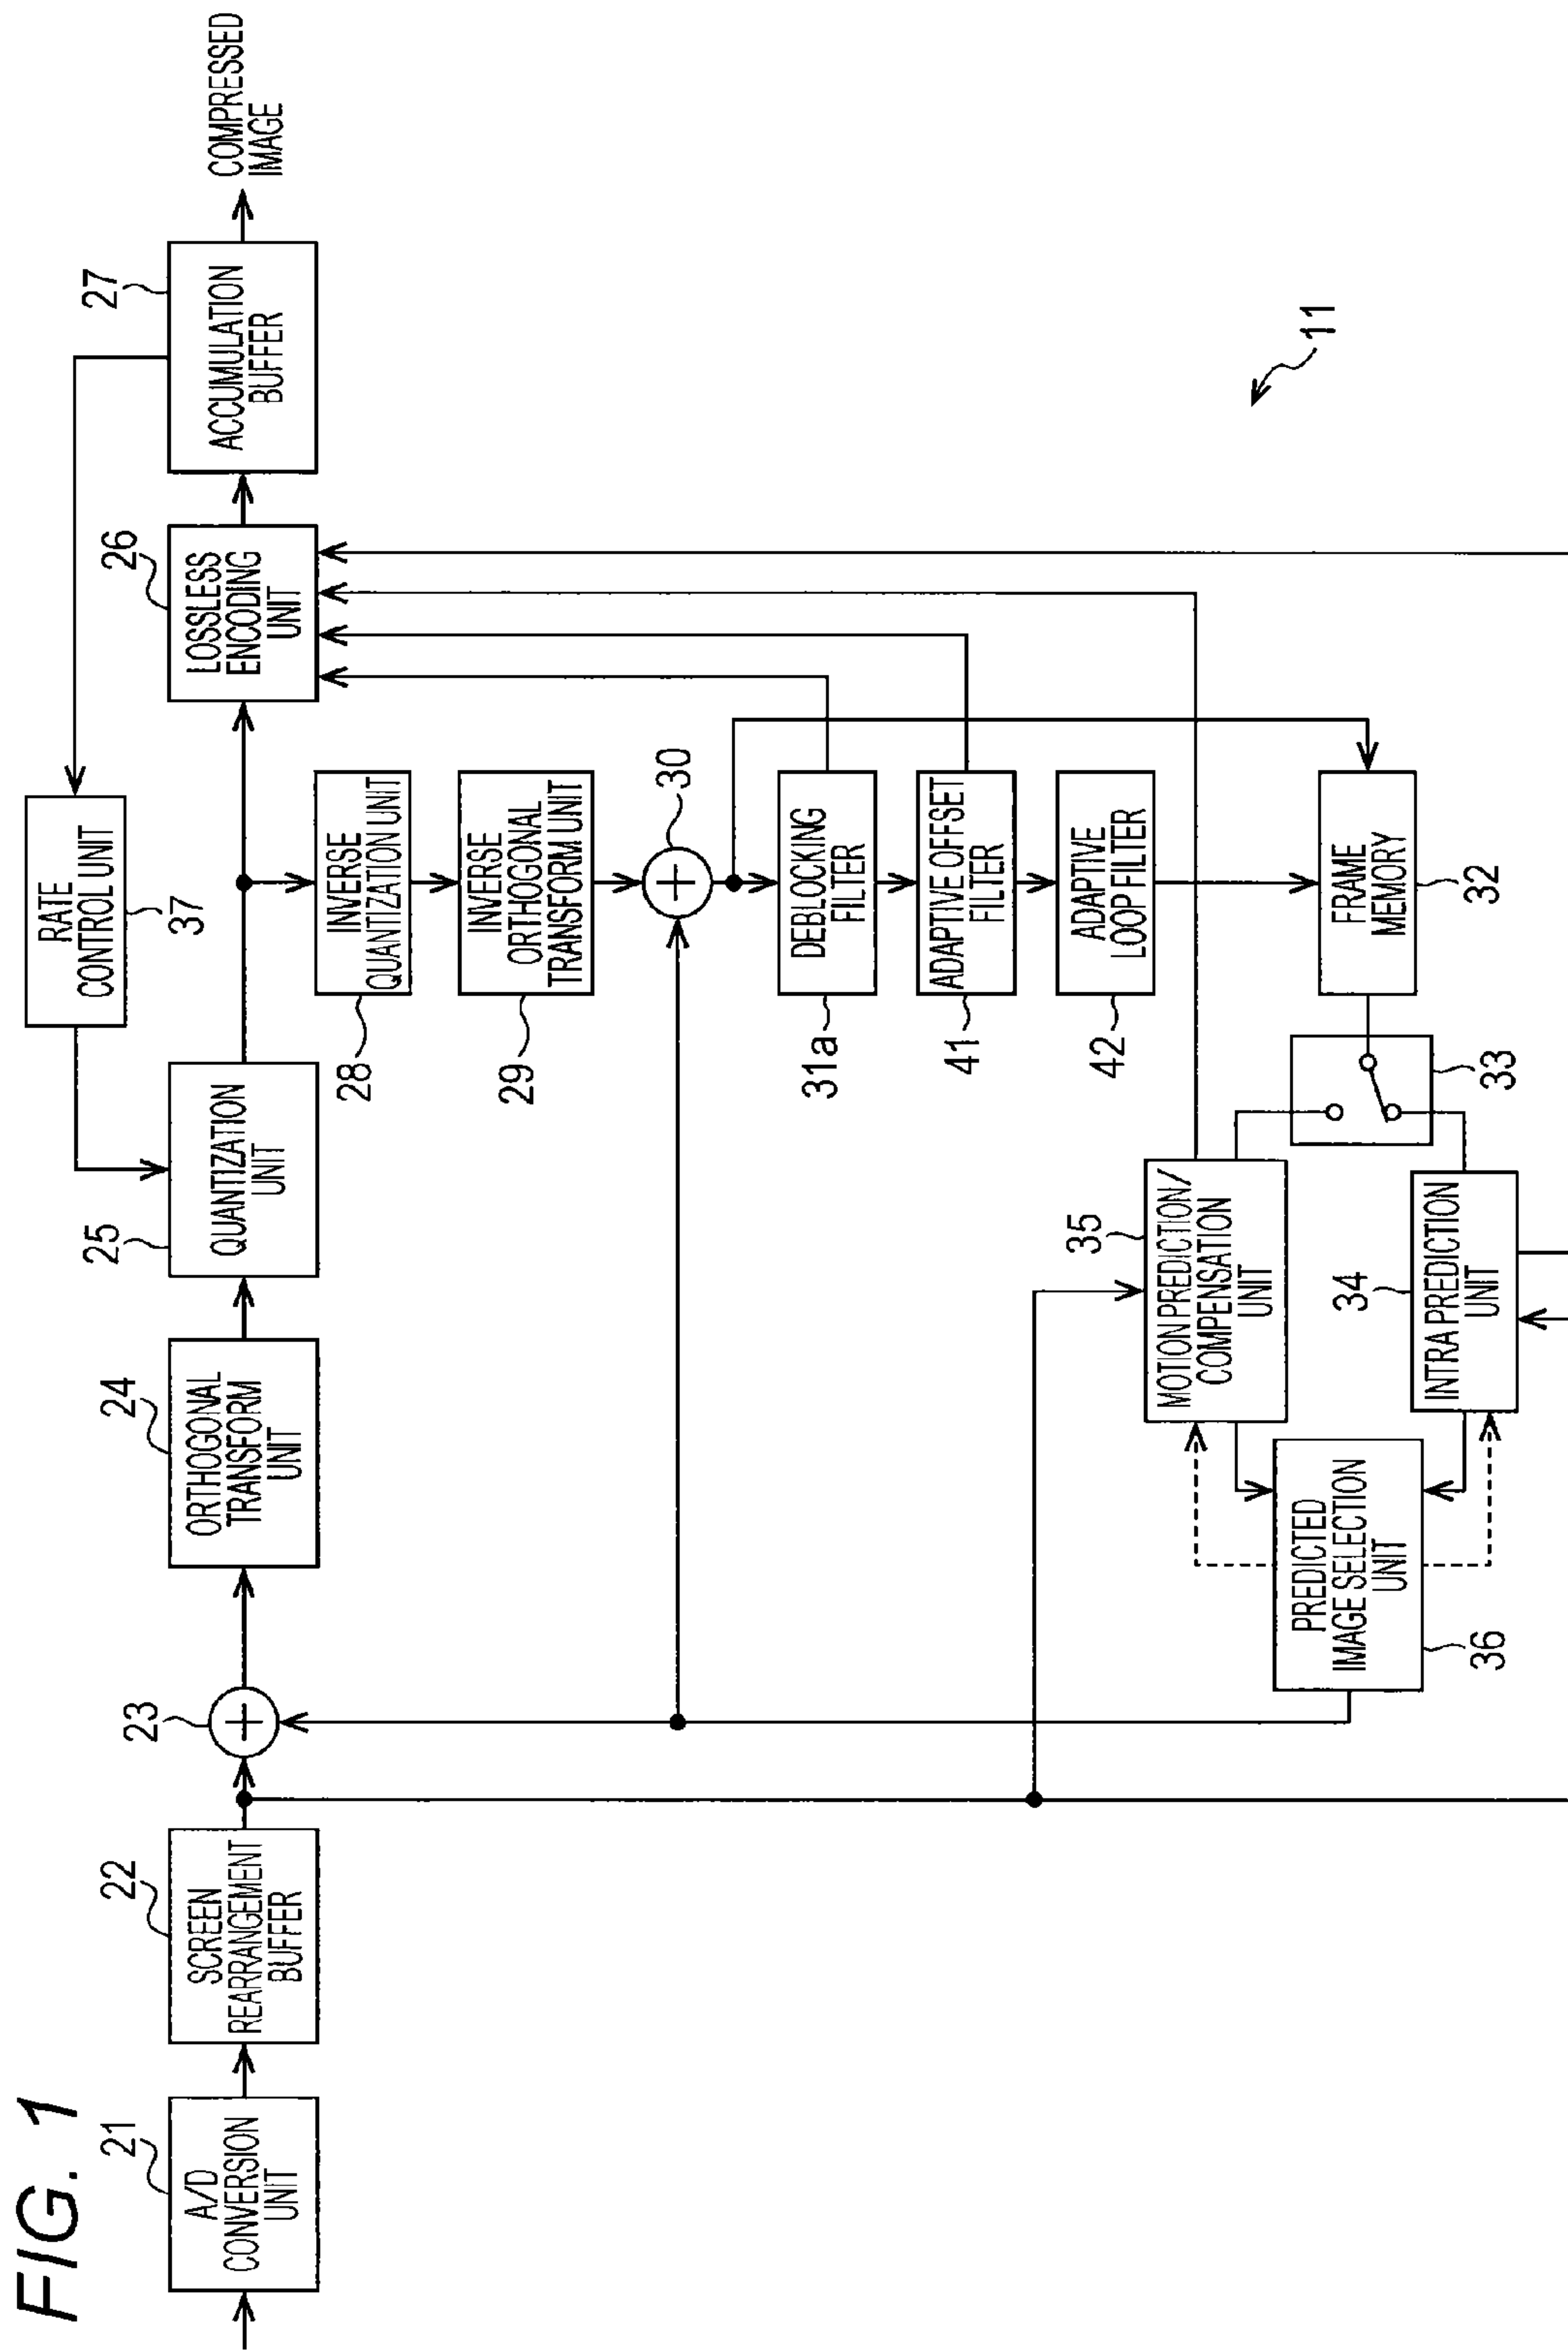 FIG. 1
11
21
A/D
CONVERSION
UNIT
22
SCREEN
REARRANGEMENT
BUFFER
23
24
ORTHOGONAL
TRANSFORM
UNIT
25
QUANTIZATION
UNIT
RATE
CONTROL UNIT
37
26
LOSSLESS
ENCODING
UNIT
27
ACCUMULATION
BUFFER
COMPRESSED
IMAGE
INVERSE
QUANTIZATION UNIT
28
INVERSE
ORTHOGONAL
TRANSFORM UNIT
29
30
DEBLOCKING
FILTER
31a
ADAPTIVE OFFSET
FILTER
41
ADAPTIVE
LOOP FILTER
42
FRAME
MEMORY
32
33
35
MOTION PREDICTION/
COMPENSATION
UNIT
34
INTRA PREDICTION
UNIT
PREDICTED
IMAGE SELECTION
UNIT
36